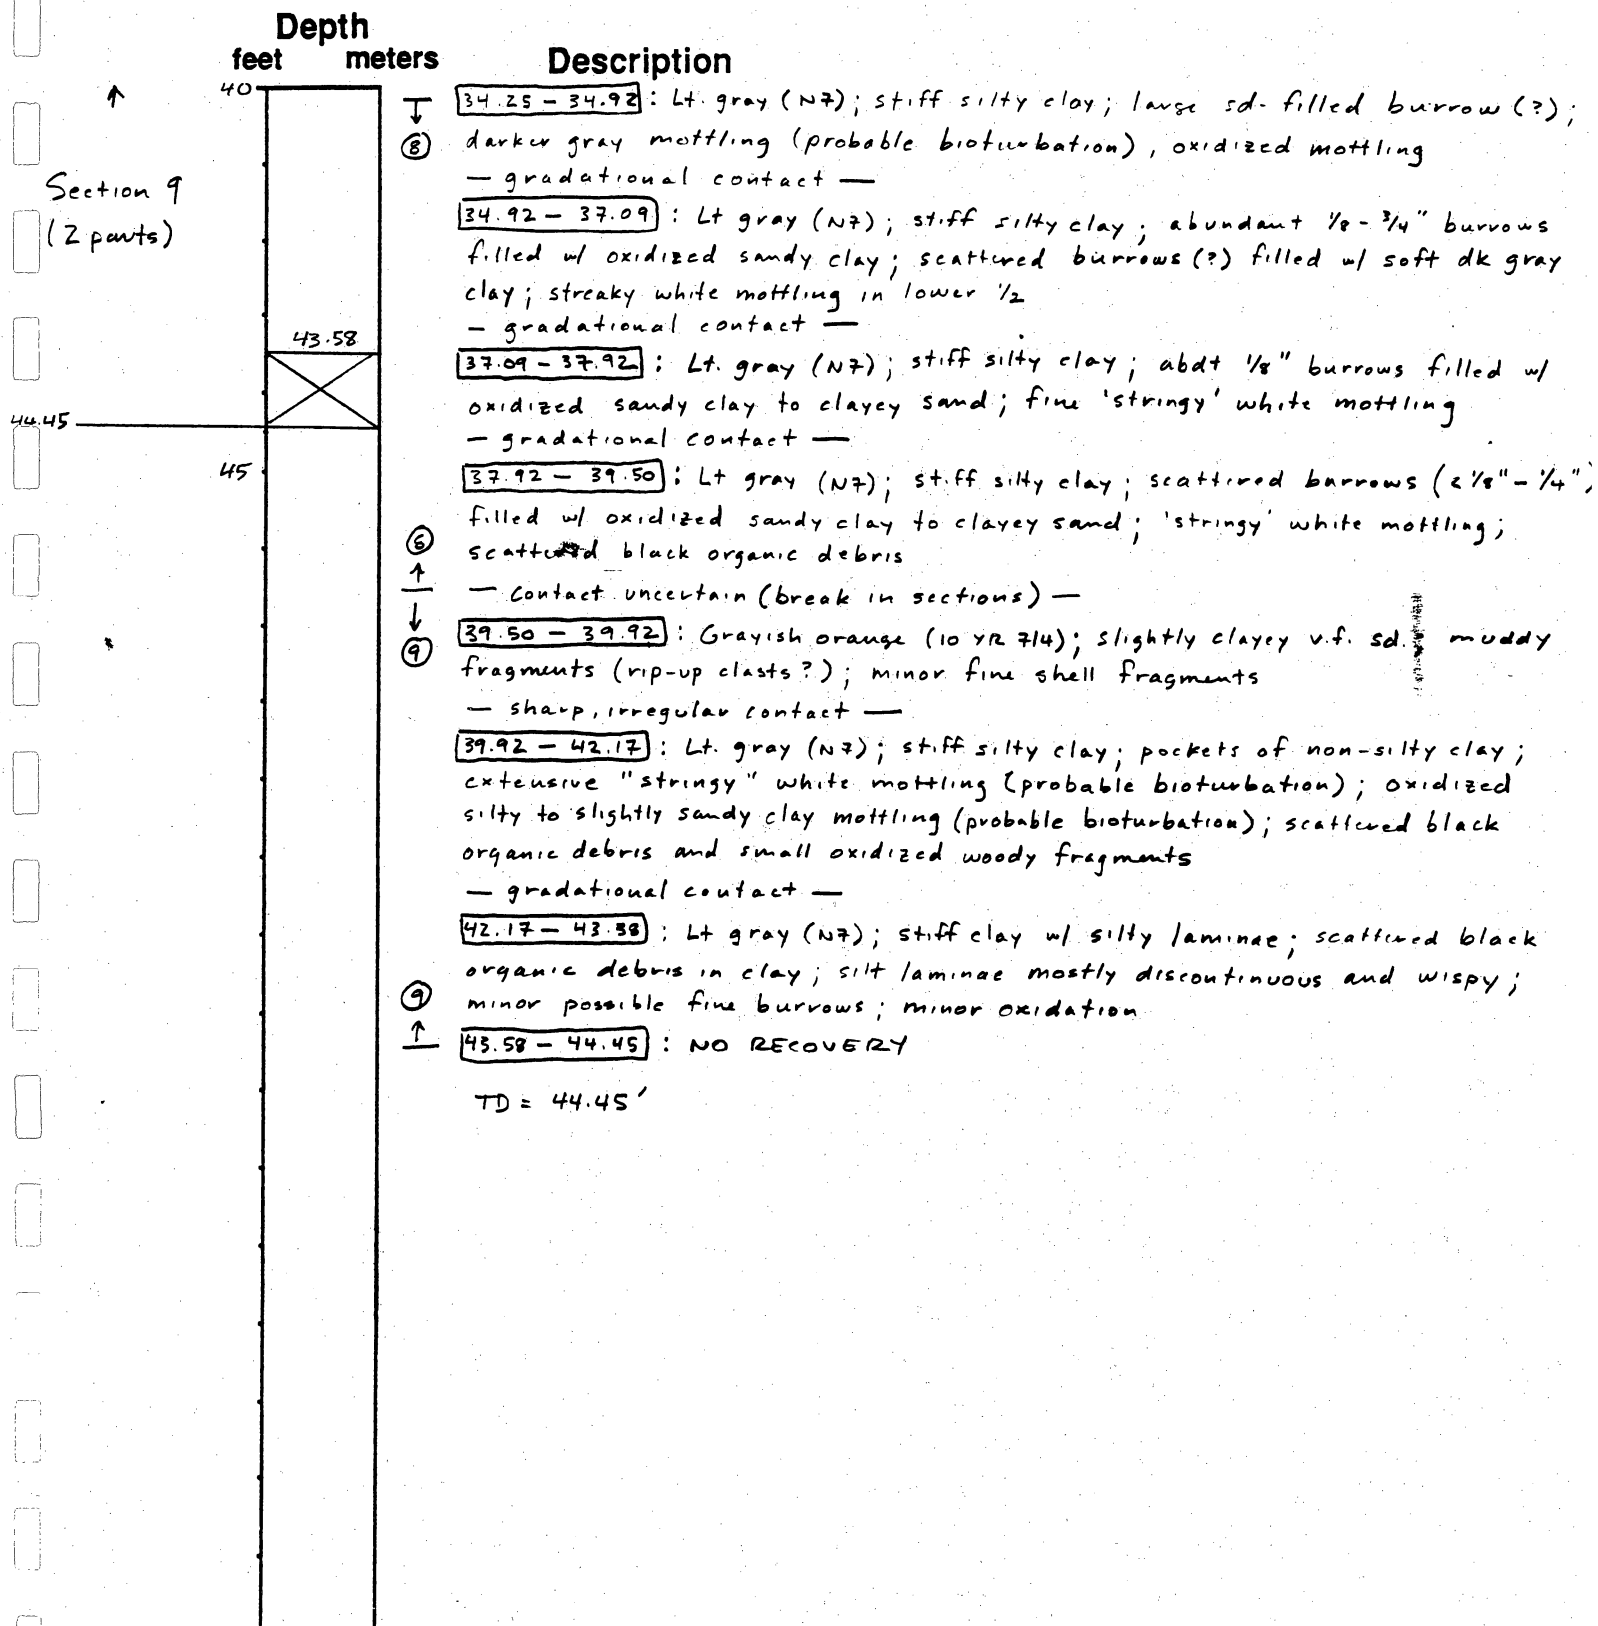 Depth
feet meters Description
40
↑
Section 9
(2 parts)
43.58
44.45
45
⑧
34.25 – 34.92 : Lt. gray (N7); stiff silty clay; large sd-filled burrow (?);
darker gray mottling (probable bioturbation), oxidized mottling
— gradational contact —
34.92 – 37.09 : Lt gray (N7); stiff silty clay; abundant 1/8 - 3/4" burrows
filled w/ oxidized sandy clay; scattered burrows (?) filled w/ soft dk gray
clay; streaky white mottling in lower 1/2
— gradational contact —
37.09 – 37.92 : Lt. gray (N7); stiff silty clay; abdt 1/8" burrows filled w/
oxidized sandy clay to clayey sand; fine 'stringy' white mottling
— gradational contact —
37.92 – 39.50 : Lt gray (N7); stiff silty clay; scattered burrows (< 1/8" – 1/4")
filled w/ oxidized sandy clay to clayey sand; 'stringy' white mottling;
scattered black organic debris
↑
— contact uncertain (break in sections) —
↓
⑨
39.50 – 39.92 : Grayish orange (10 YR 7/4); slightly clayey v.f. sd. muddy
fragments (rip-up clasts?); minor fine shell fragments
— sharp, irregular contact —
39.92 – 42.17 : Lt. gray (N7); stiff silty clay; pockets of non-silty clay;
extensive "stringy" white mottling (probable bioturbation); oxidized
silty to slightly sandy clay mottling (probable bioturbation); scattered black
organic debris and small oxidized woody fragments
— gradational contact —
42.17 – 43.58 : Lt gray (N7); stiff clay w/ silty laminae; scattered black
organic debris in clay; silt laminae mostly discontinuous and wispy;
⑨ minor possible fine burrows; minor oxidation
↑ 43.58 – 44.45 : NO RECOVERY
TD = 44.45'